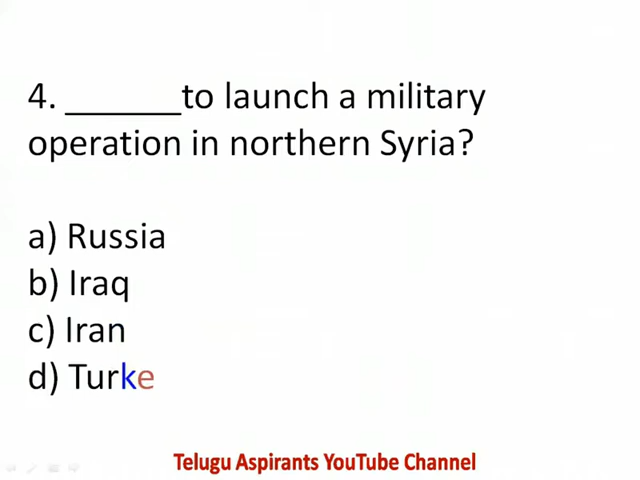 4. ______to launch a military
operation in northern Syria?
a) Russia
b) Iraq
c) Iran
d) Turke
Telugu Aspirants YouTube Channel